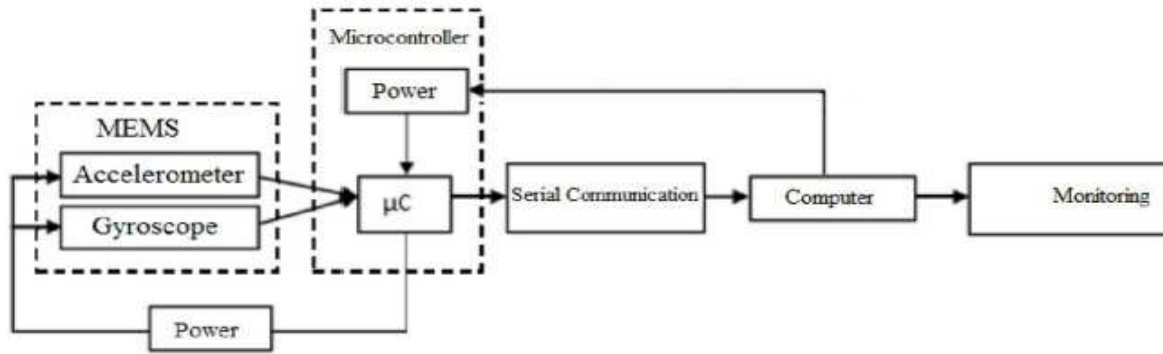 Microcontroller
Power
MEMS
Accelerometer
Gyroscope
µC
Serial Communication
Computer
Monitoring
Power